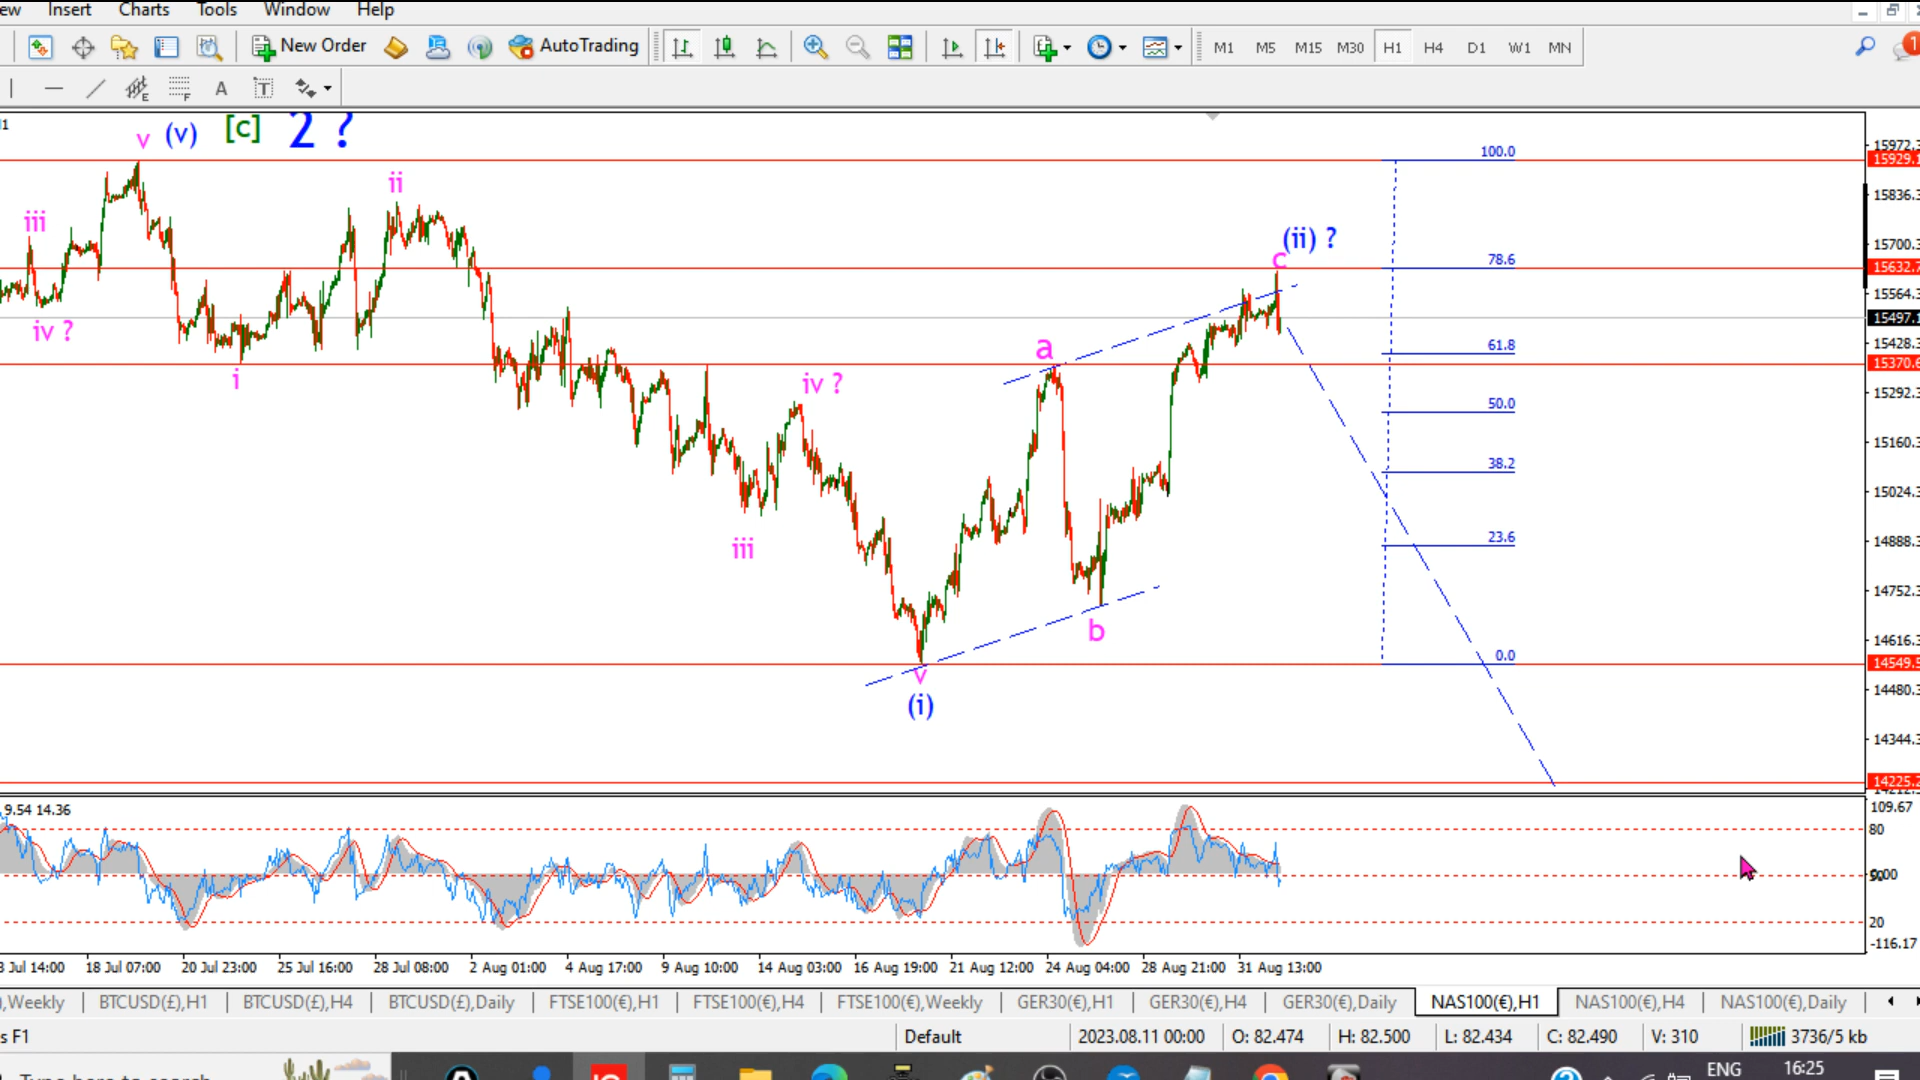 ew Insert Charts Tools Window Help
New Order AutoTrading M1 M5 M15 M30 H1 H4 D1 W1 MN
E F A T
v (v) [c] 2 ?
iii
iv ?
i
ii
iii
iv ?
v
(i)
a
b
c
(ii) ?
100.0
78.6
61.8
50.0
38.2
23.6
0.0
15972.3
15929.1
15836.3
15700.3
15632.7
15564.3
15497.1
15428.3
15370.6
15292.3
15160.3
15024.3
14888.3
14752.3
14616.3
14549.5
14480.3
14344.3
14225.2
9.54 14.36
109.67
80
20
-116.17
Jul 14:00 18 Jul 07:00 20 Jul 23:00 25 Jul 16:00 28 Jul 08:00 2 Aug 01:00 4 Aug 17:00 9 Aug 10:00 14 Aug 03:00 16 Aug 19:00 21 Aug 12:00 24 Aug 04:00 28 Aug 21:00 31 Aug 13:00
,Weekly | BTCUSD(£),H1 | BTCUSD(£),H4 | BTCUSD(£),Daily | FTSE100(€),H1 | FTSE100(€),H4 | FTSE100(€),Weekly | GER30(€),H1 | GER30(€),H4 | GER30(€),Daily | NAS100(€),H1 | NAS100(€),H4 | NAS100(€),Daily
s F1 Default 2023.08.11 00:00 O: 82.474 H: 82.500 L: 82.434 C: 82.490 V: 310 3736/5 kb
Type here to search ENG 16:25